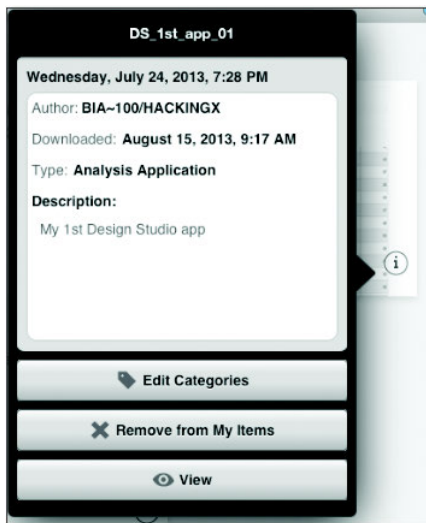 DS_1st_app_01
Wednesday, July 24, 2013, 7:28 PM
Author: BIA~100/HACKINGX
Downloaded: August 15, 2013, 9:17 AM
Type: Analysis Application
Description:
My 1st Design Studio app
i
Edit Categories
Remove from My Items
View